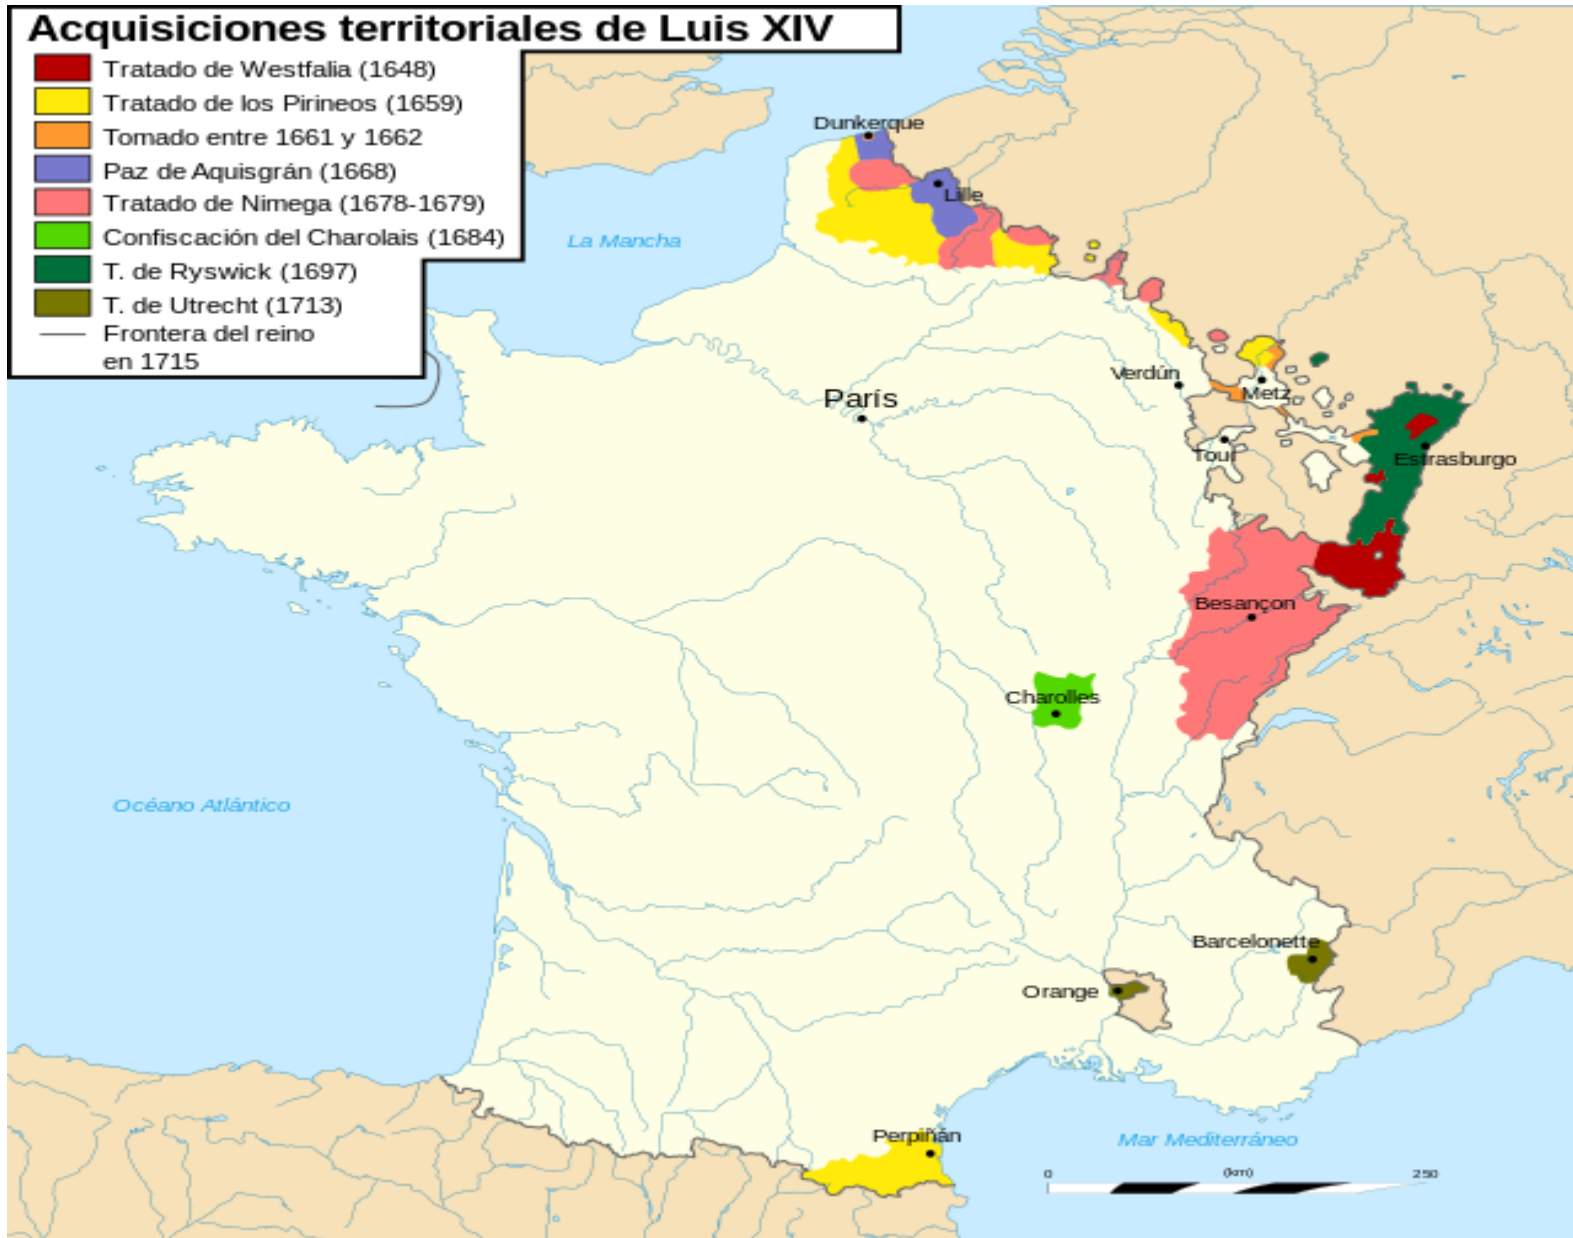 Acquisiciones territoriales de Luis XIV
Tratado de Westfalia (1648)
Tratado de los Pirineos (1659)
Tomado entre 1661 y 1662
Paz de Aquisgrán (1668)
Tratado de Nimega (1678-1679)
Confiscación del Charolais (1684)
T. de Ryswick (1697)
T. de Utrecht (1713)
Frontera del reino
en 1715
Dunkerque
Lille
La Mancha
Verdún
París
Metz
Toul
Estrasburgo
Besançon
Charolles
Océano Atlántico
Barcelonette
Orange
Perpiñán
Mar Mediterráneo
0 (km) 250